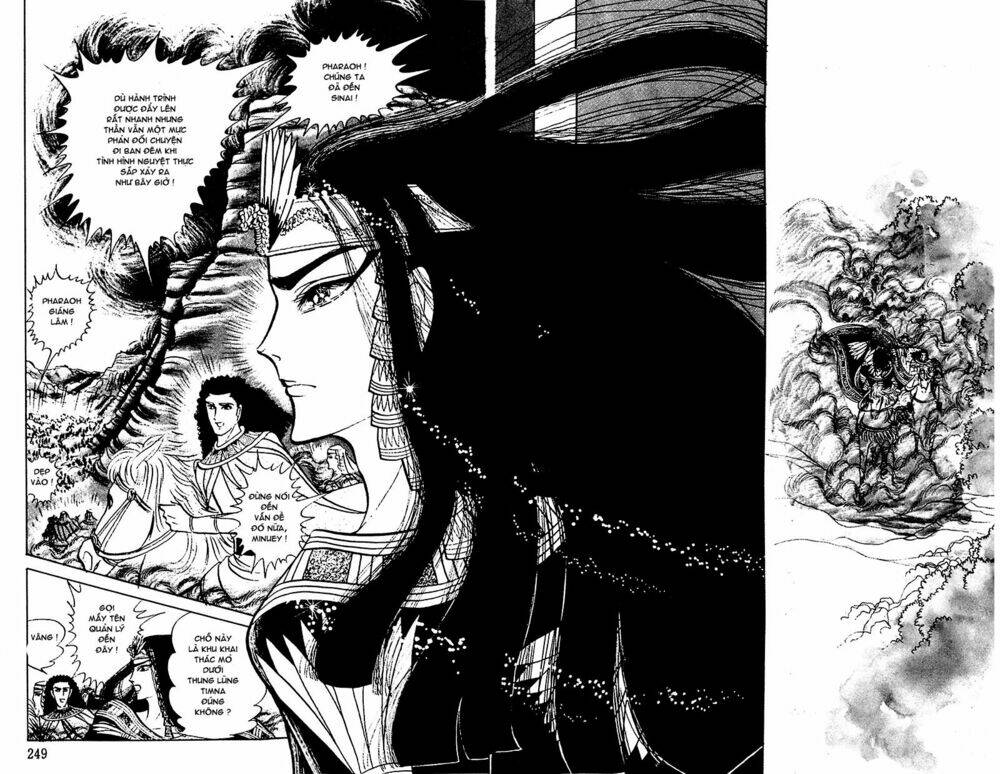 PHARAOH !
CHÚNG TA
ĐÃ ĐẾN
SINAI !
DÙ HÀNH TRÌNH
ĐƯỢC ĐẨY LÊN
RẤT NHANH NHƯNG
THẦN VẪN MỘT MỰC
PHẢN ĐỐI CHUYỆN
ĐI BAN ĐÊM KHI
TÌNH HÌNH NGUYỆT THỰC
SẮP XẢY RA
NHƯ BÂY GIỜ !
PHARAOH
GIÁNG
LÂM !
DẸP
VÀO !
ĐỪNG NÓI
ĐẾN
VẤN ĐỀ
ĐÓ NỮA,
MINUEY !
CHỖ NÀY
LÀ KHU KHAI
THÁC MỎ
DƯỚI
THUNG LŨNG
TIMNA
ĐÚNG
KHÔNG ?
GỌI
MẤY TÊN
QUẢN LÝ
ĐẾN
ĐÂY !
VÂNG !
249